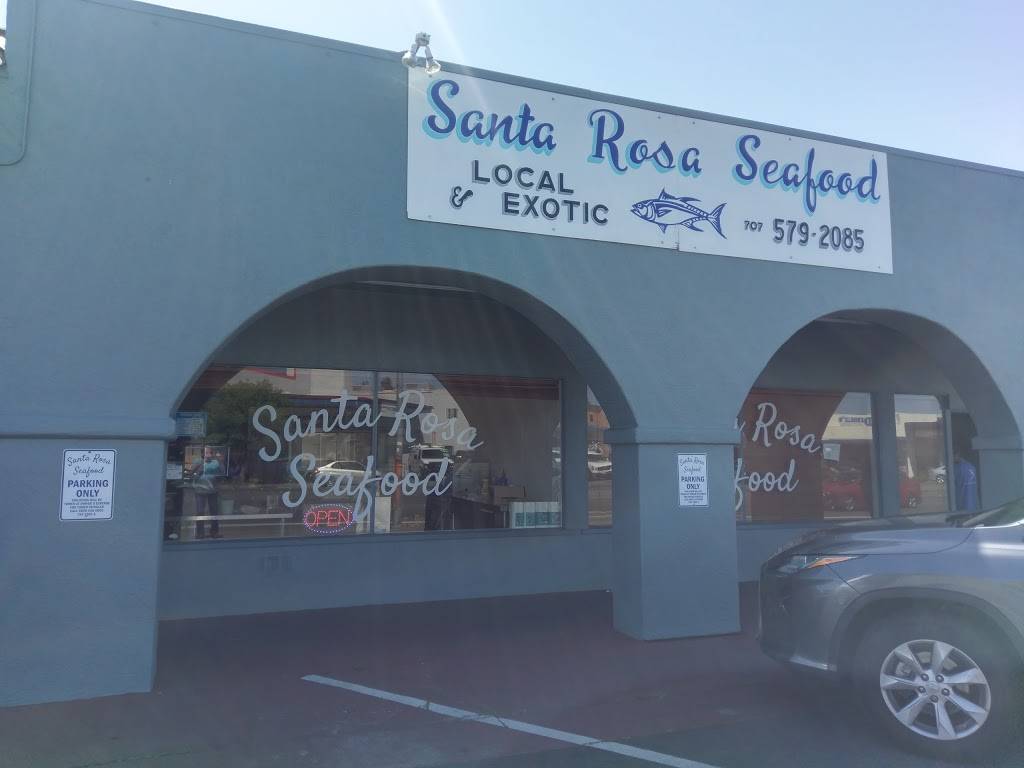 Santa Rosa Seafood
LOCAL
& EXOTIC
707 579-2085
Santa Rosa
Seafood
OPEN
Rosa
food
Santa Rosa
Seafood
PARKING
ONLY
Santa Rosa
Seafood
PARKING
ONLY